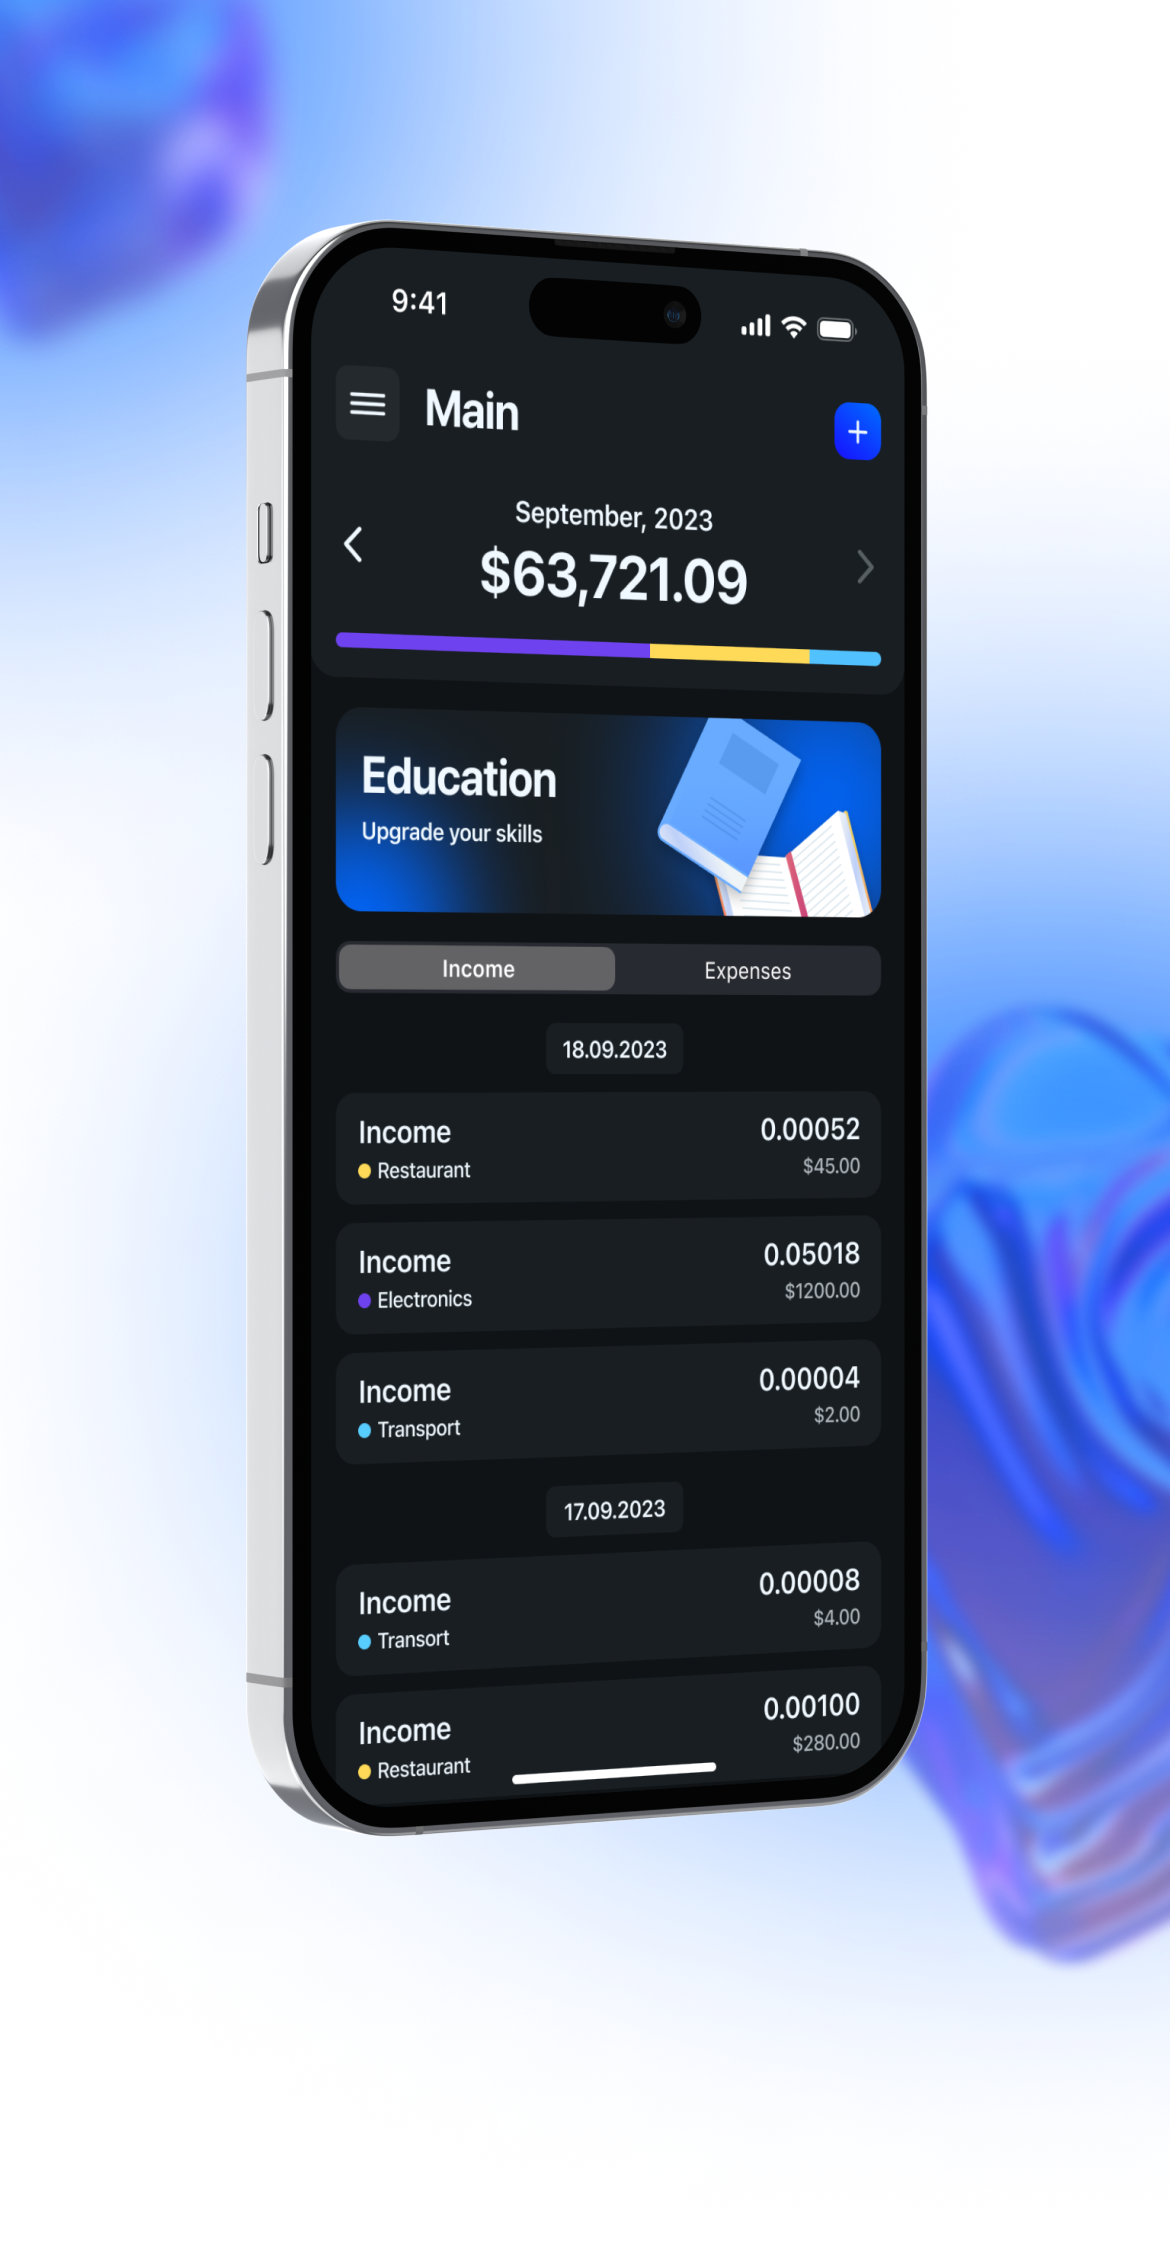 9:41
Main
September, 2023
$63,721.09
Education
Upgrade your skills
Income
Expenses
18.09.2023
Income
0.00052
Restaurant
$45.00
Income
0.05018
Electronics
$1200.00
Income
0.00004
Transport
$2.00
17.09.2023
Income
0.00008
Transort
$4.00
Income
0.00100
Restaurant
$280.00